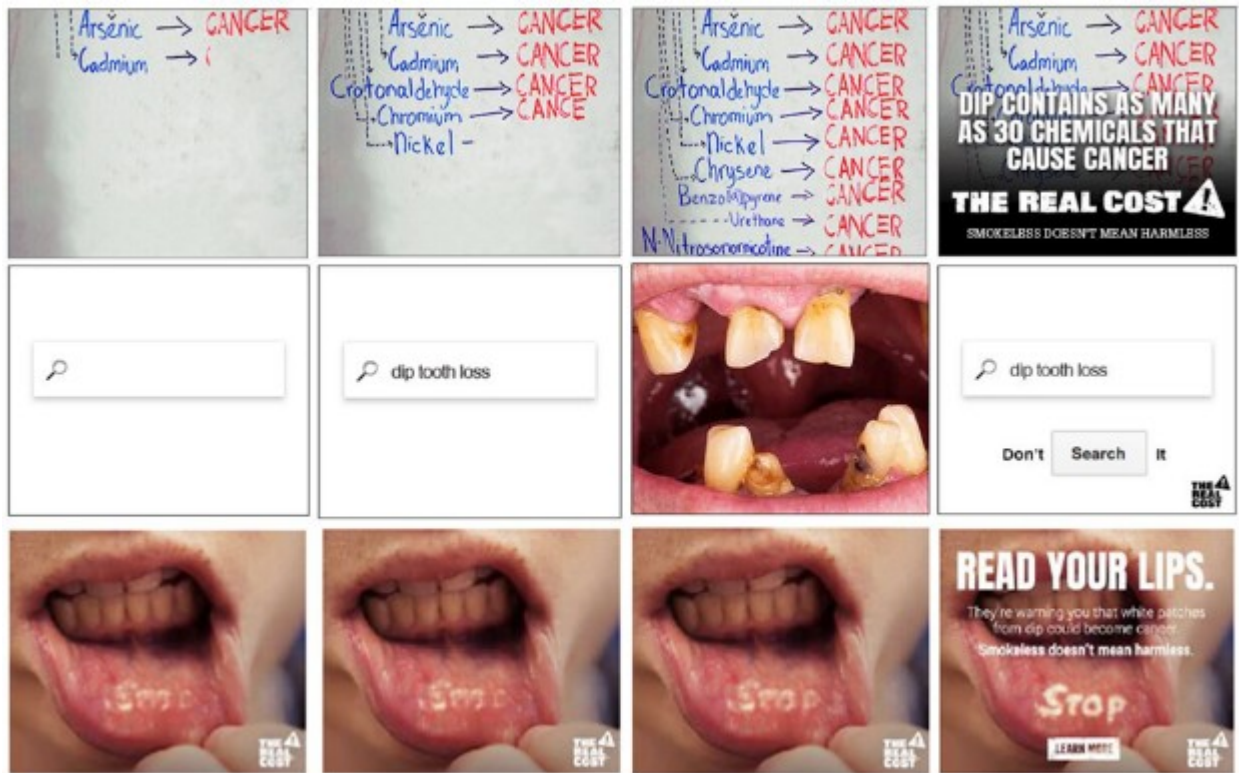 Arsenic → CANCER
Cadmium → (
Arsenic → CANCER
Cadmium → CANCER
Crotonaldehyde → CANCER
Chromium → CANCE
Nickel -
Arsenic → CANCER
Cadmium → CANCER
Crotonaldehyde → CANCER
Chromium → CANCER
Nickel → CANCER
Chrysene → CANCER
Benzo[a]pyrene → CANCER
Urethane → CANCER
N-Nitrosonornicotine → CANCER
Arsenic → CANCER
Cadmium → CANCER
DIP CONTAINS AS MANY
AS 30 CHEMICALS THAT
CAUSE CANCER
THE REAL COST
SMOKELESS DOESN'T MEAN HARMLESS
dip tooth loss
dip tooth loss
Don't Search It
THE
REAL
COST
STOP
THE
REAL
COST
STOP
THE
REAL
COST
STOP
THE
REAL
COST
READ YOUR LIPS.
They're warning you that white patches
from dip could become cancer.
Smokeless doesn't mean harmless.
STOP
LEARN MORE
THE
REAL
COST